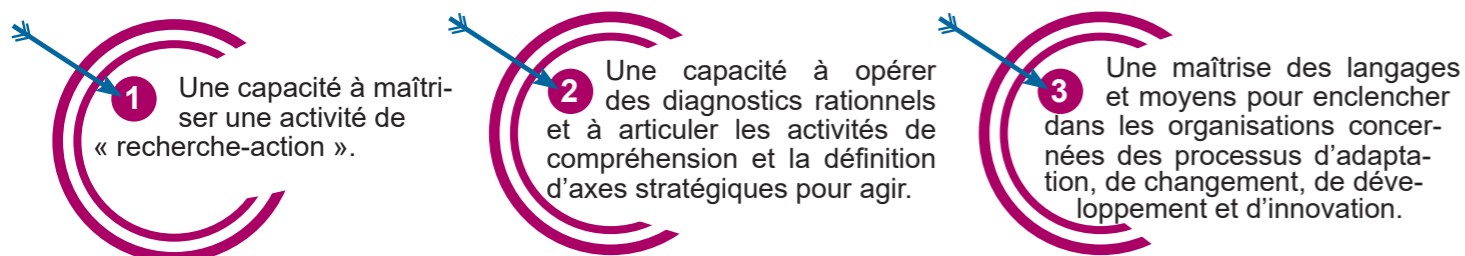 1 Une capacité à maîtri-
ser une activité de
« recherche-action ».
2 Une capacité à opérer
des diagnostics rationnels
et à articuler les activités de
compréhension et la définition
d'axes stratégiques pour agir.
3 Une maîtrise des langages
et moyens pour enclencher
dans les organisations concer-
nées des processus d'adapta-
tion, de changement, de déve-
loppement et d'innovation.